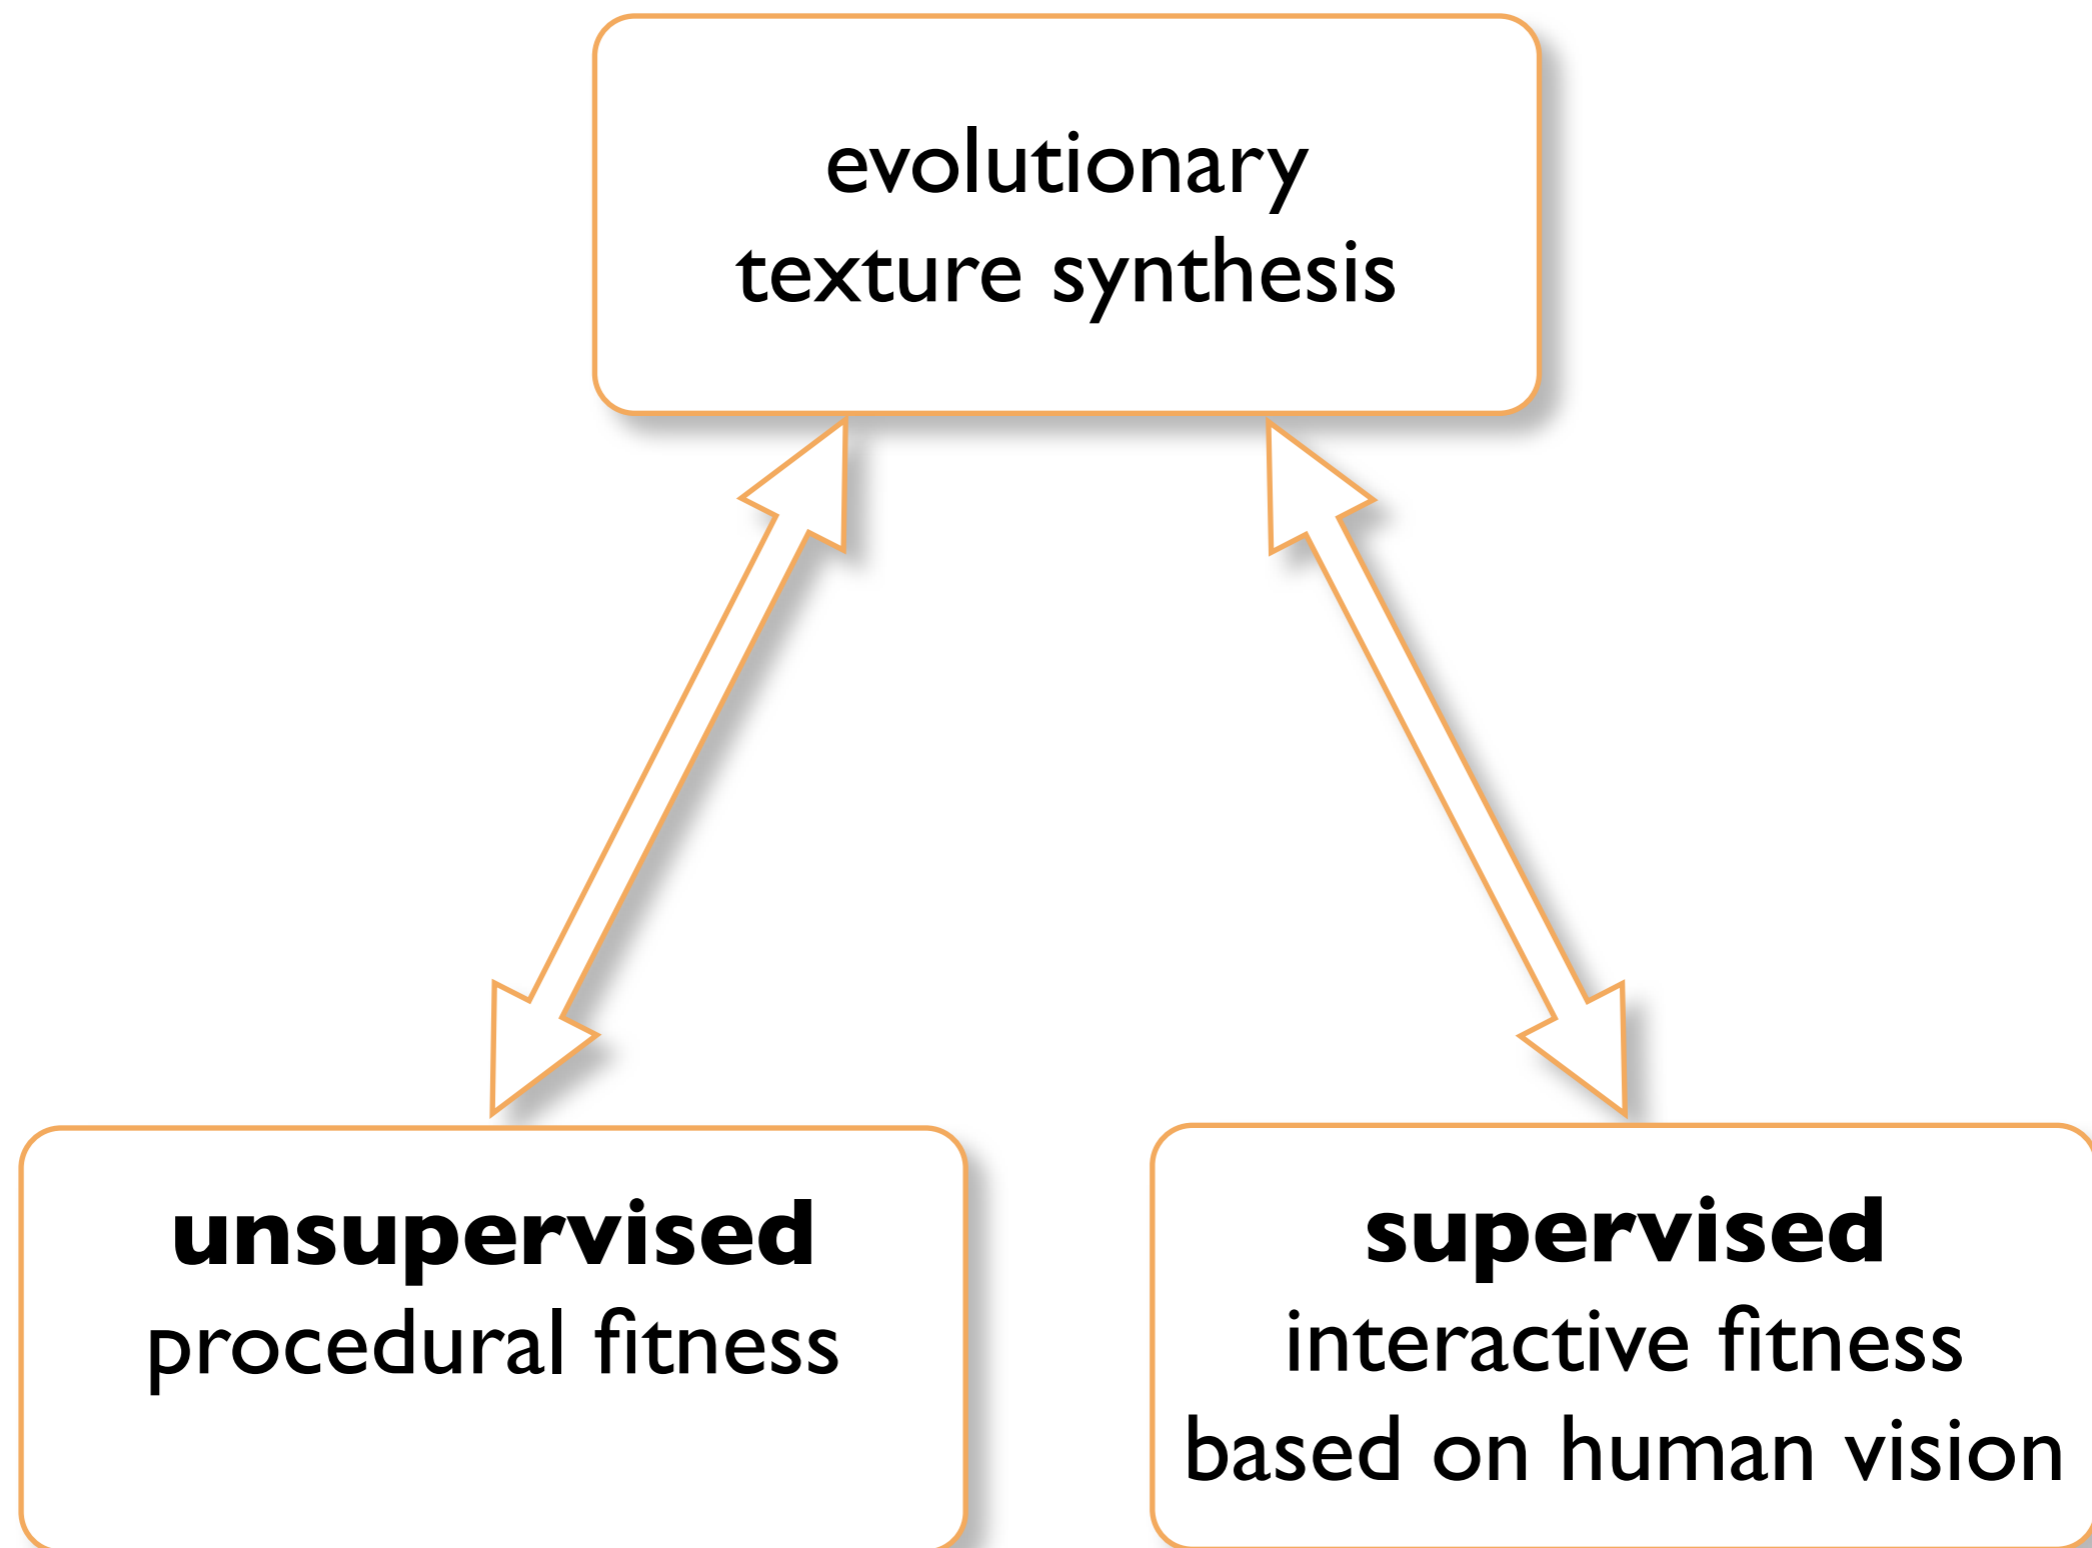 evolutionary
texture synthesis
unsupervised
procedural fitness
supervised
interactive fitness
based on human vision